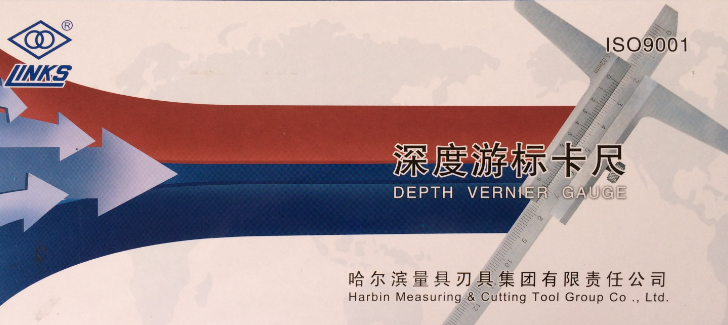 ®
LINKS
ISO9001
深度游标卡尺
DEPTH VERNIER GAUGE
哈尔滨量具刃具集团有限责任公司
Harbin Measuring & Cutting Tool Group Co ., Ltd.